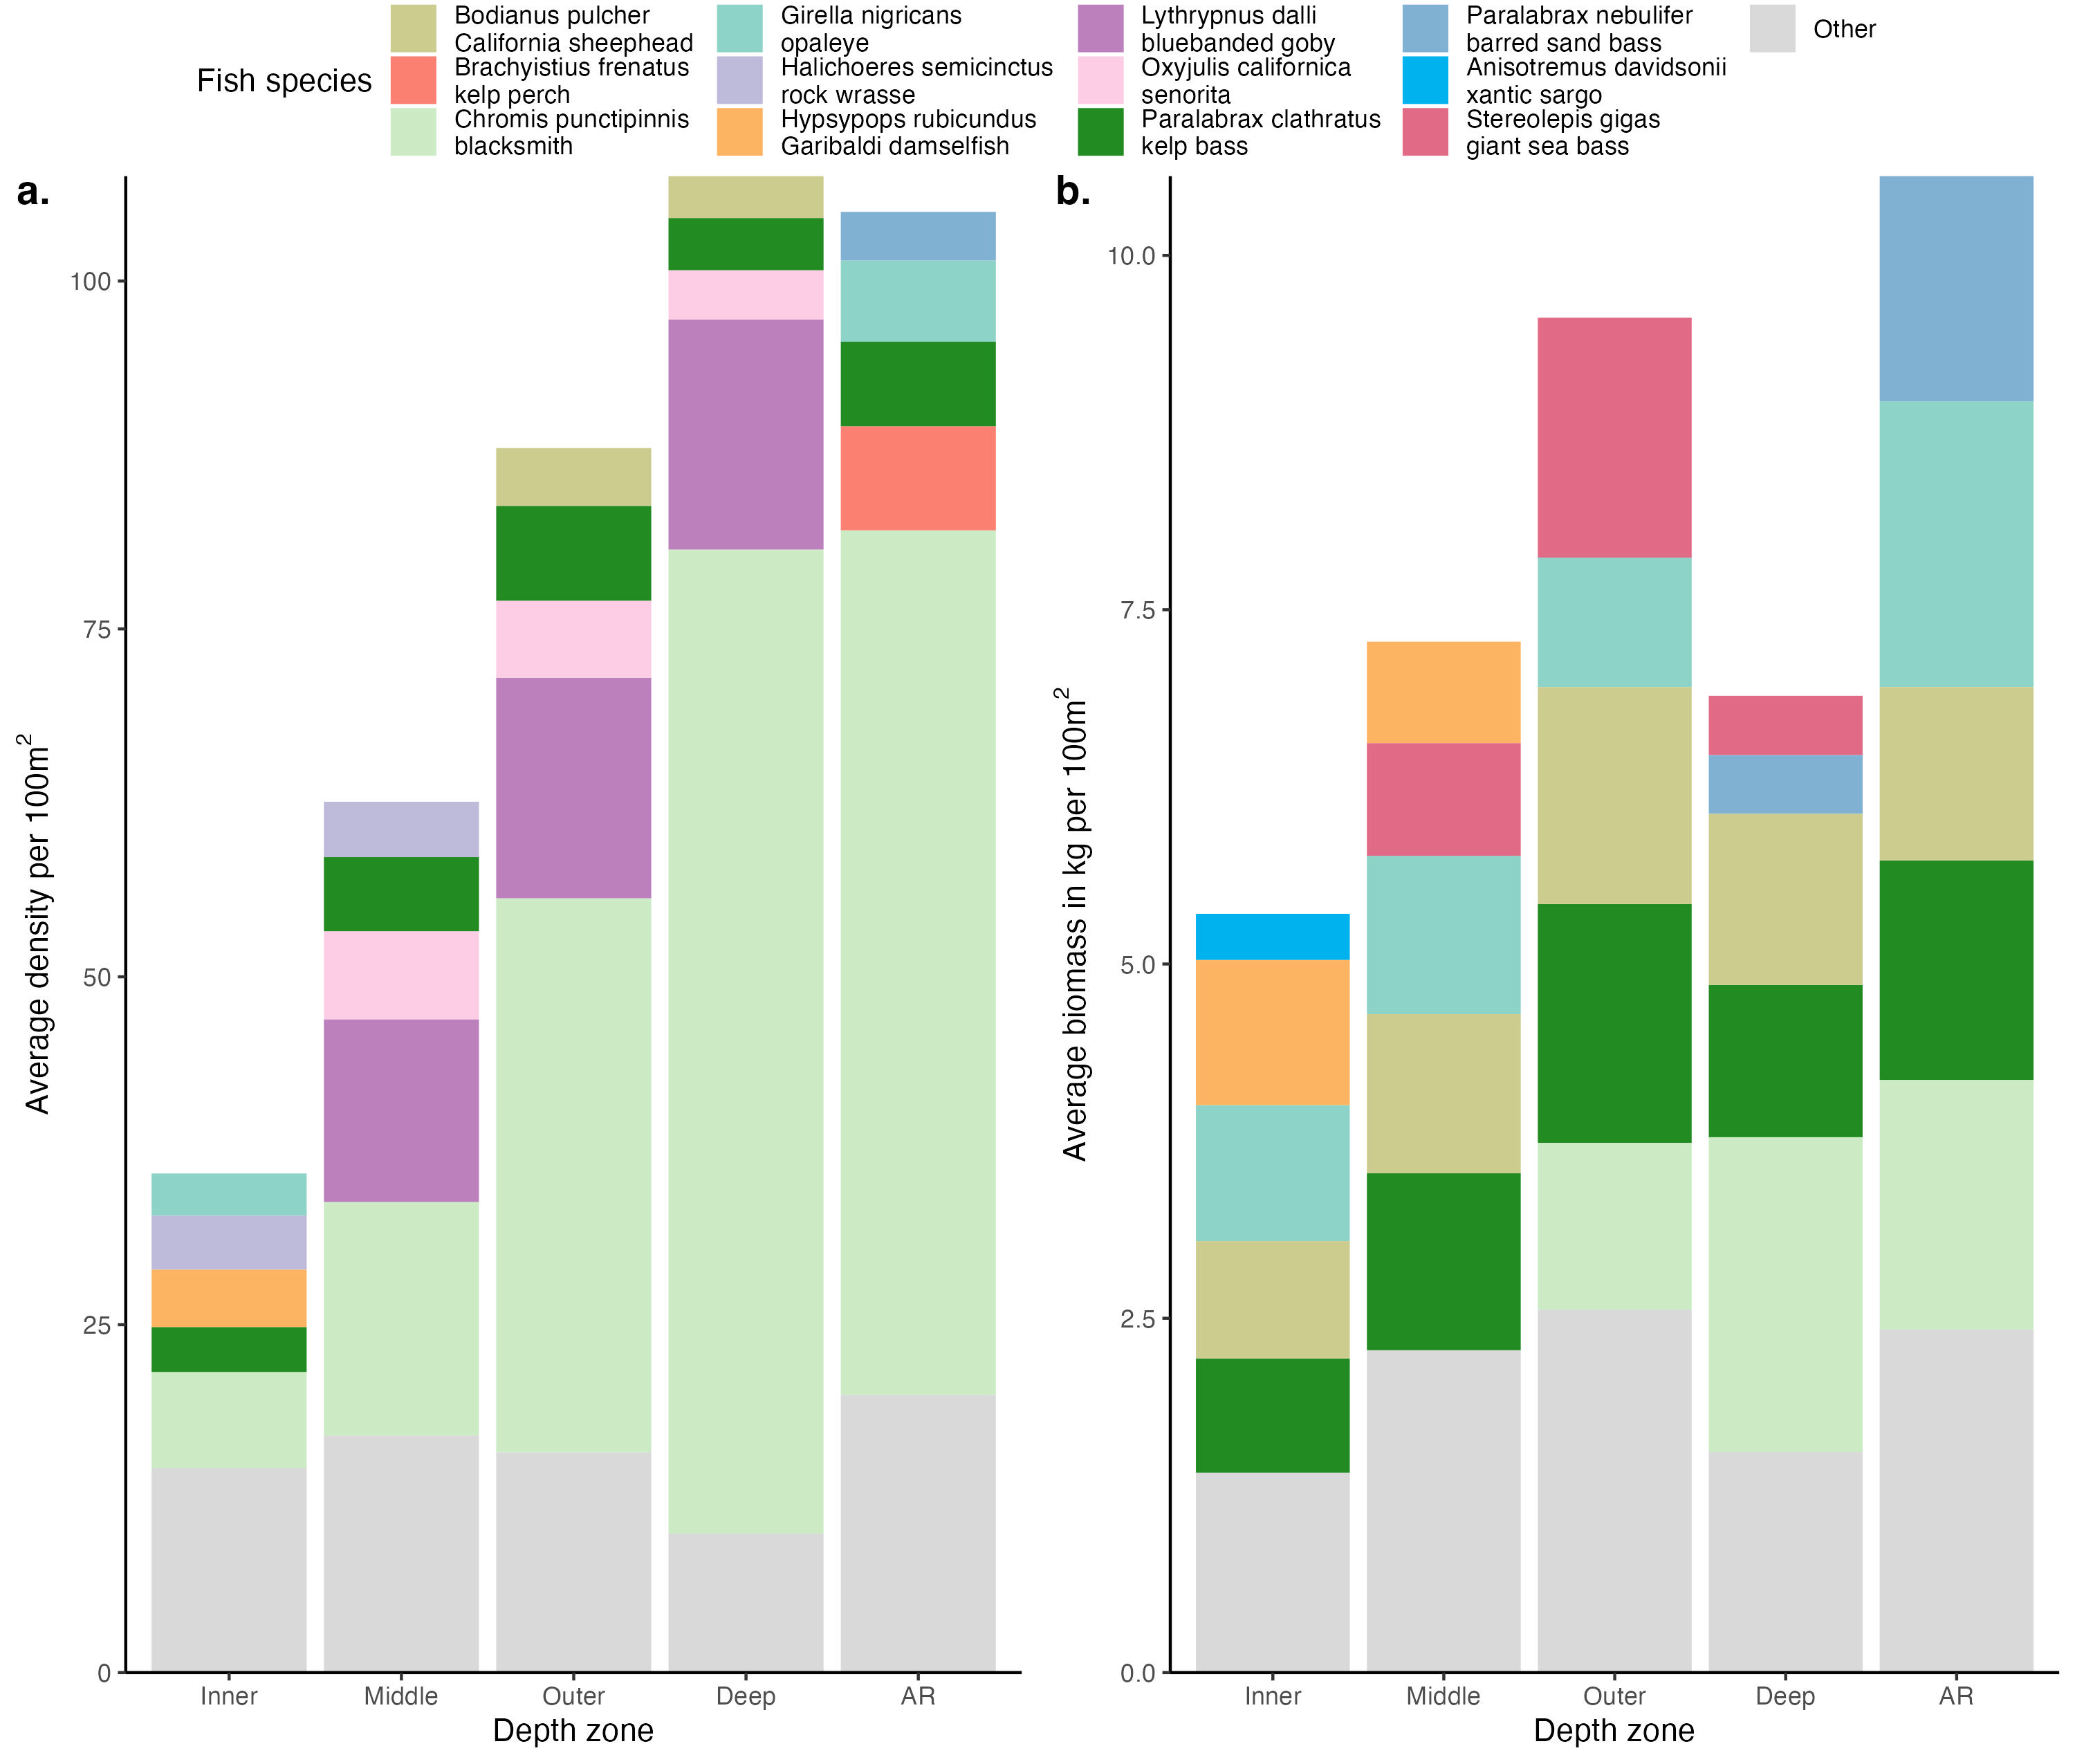 Fish species
Bodianus pulcher
California sheephead
Brachyistius frenatus
kelp perch
Chromis punctipinnis
blacksmith
Girella nigricans
opaleye
Halichoeres semicinctus
rock wrasse
Hypsypops rubicundus
Garibaldi damselfish
Lythrypnus dalli
bluebanded goby
Oxyjulis californica
senorita
Paralabrax clathratus
kelp bass
Paralabrax nebulifer
barred sand bass
Anisotremus davidsonii
xantic sargo
Stereolepis gigas
giant sea bass
Other
a.
Average density per 100m²
100
75
50
25
0
Inner Middle Outer Deep AR
Depth zone
b.
Average biomass in kg per 100m²
10.0
7.5
5.0
2.5
0.0
Inner Middle Outer Deep AR
Depth zone